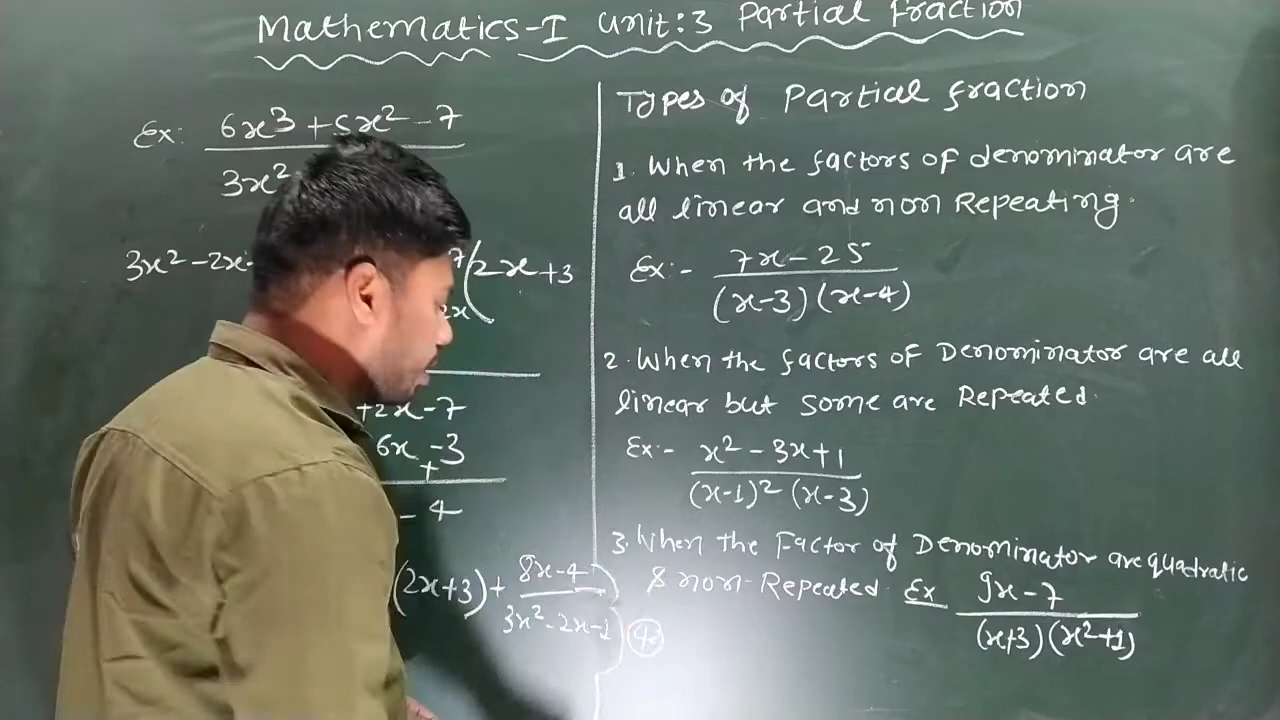 Mathematics-I Unit:3 Partial Fraction
Ex: 6x³ + 5x² - 7
3x²
3x² - 2x-
7(2x+3
2x
+2x-7
6x -3
+
- 4
(2x+3) + 8x-4
3x²-2x-1
4
Types of Partial fraction
1. When the factors of denominator are
all linear and non Repeating.
Ex:- 7x-25
(x-3)(x-4)
2. When the factors of Denominator are all
linear but some are Repeated.
Ex:- x² - 3x+1
(x-1)² (x-3)
3. When the Factor of Denominator are quadratic
& non-Repeated. Ex 9x-7
(x+3)(x²+1)